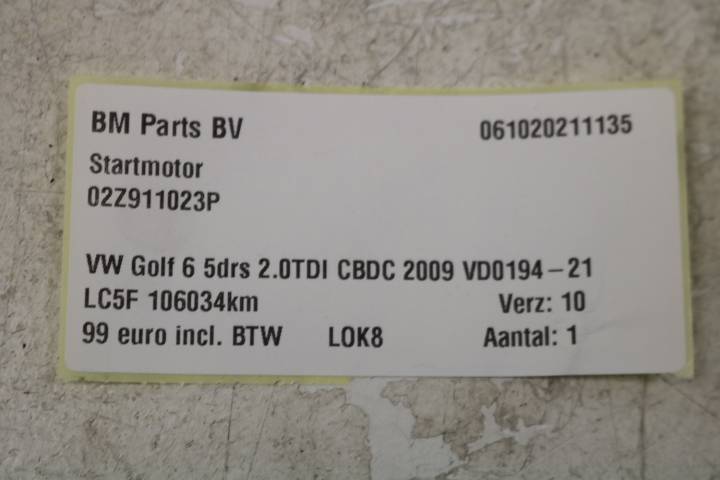 BM Parts BV 061020211135
Startmotor
02Z911023P
VW Golf 6 5drs 2.0TDI CBDC 2009 VD0194-21
LC5F 106034km Verz: 10
99 euro incl. BTW LOK8 Aantal: 1